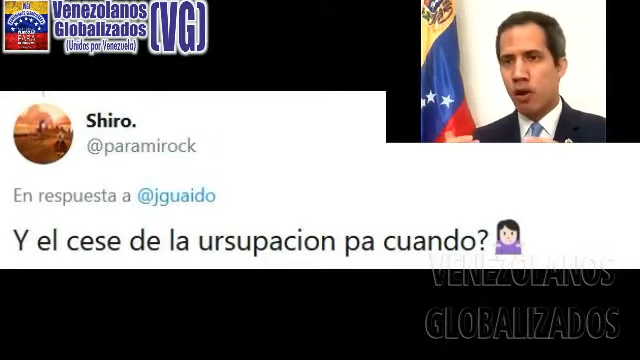 Venezolanos
Globalizados
(Unidos por Venezuela)
(VG)
Shiro.
@paramirock
En respuesta a @jguaido
Y el cese de la ursupacion pa cuando?
VENEZOLANOS
GLOBALIZADOS